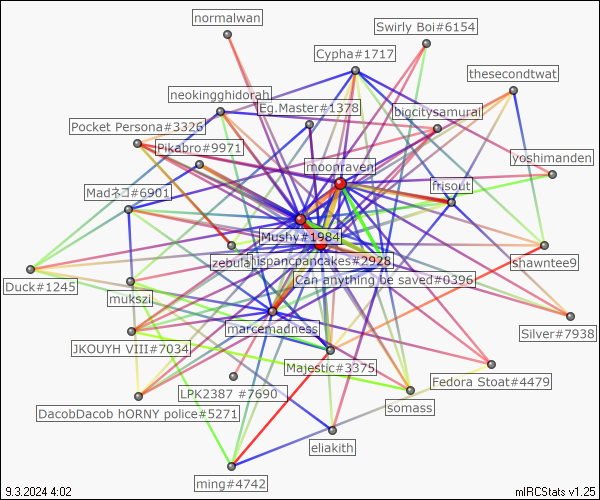 normalwan
Swirly Boi#6154
Cypha#1717
thesecondtwat
neokingghidorah
Eg.Master#1378
bigcitysamurai
Pocket Persona#3326
Pikabro#9971
yoshimanden
moonraven
frisout
Madネコ#6901
Mushy#1984
zebula
hispancpancakes#2928
shawntee9
Can anything be saved#0396
Duck#1245
mukszi
marcemadness
Silver#7938
JKOUYH VIII#7034
Majestic#3375
Fedora Stoat#4479
LPK2387 #7690
somass
DacobDacob hORNY police#5271
eliakith
ming#4742
9.3.2024 4:02
mIRCStats v1.25